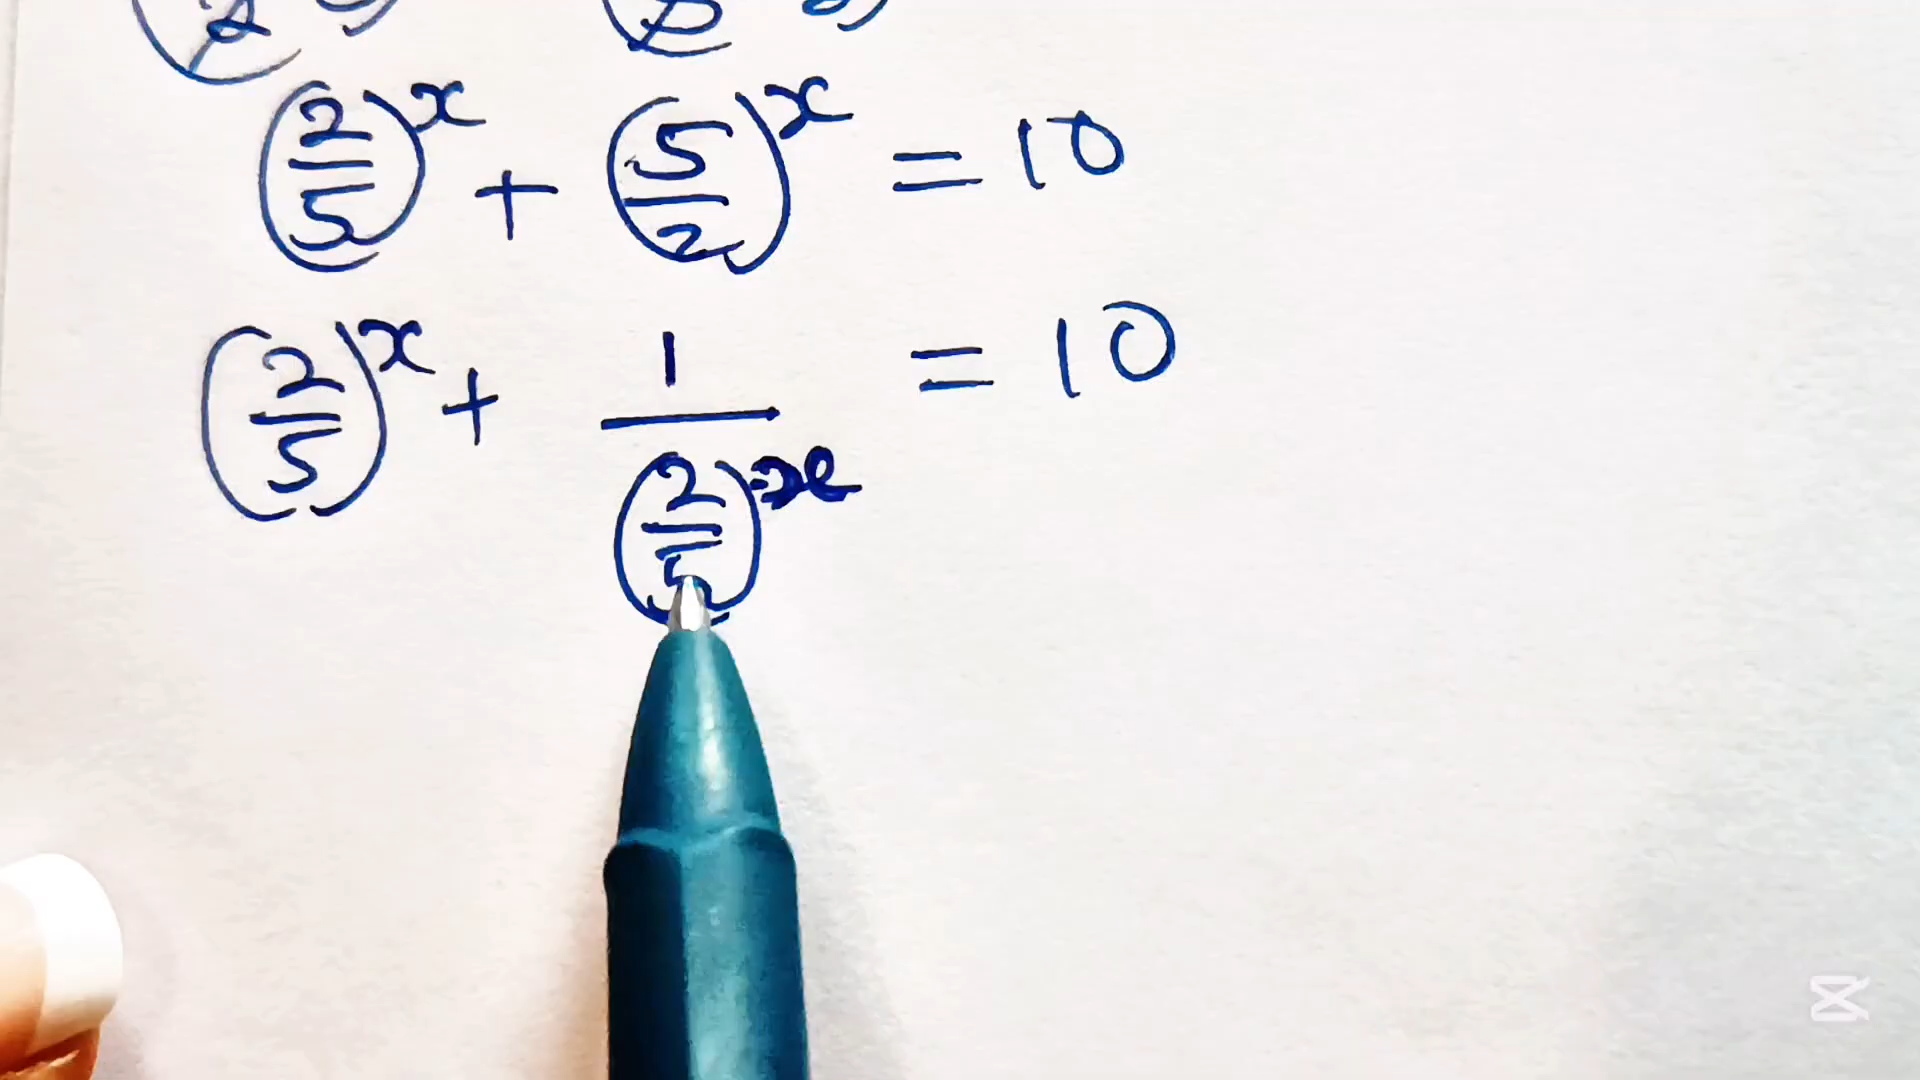 (2/5)^x + (5/2)^x = 10
(2/5)^x + 1/(2/5)^x = 10